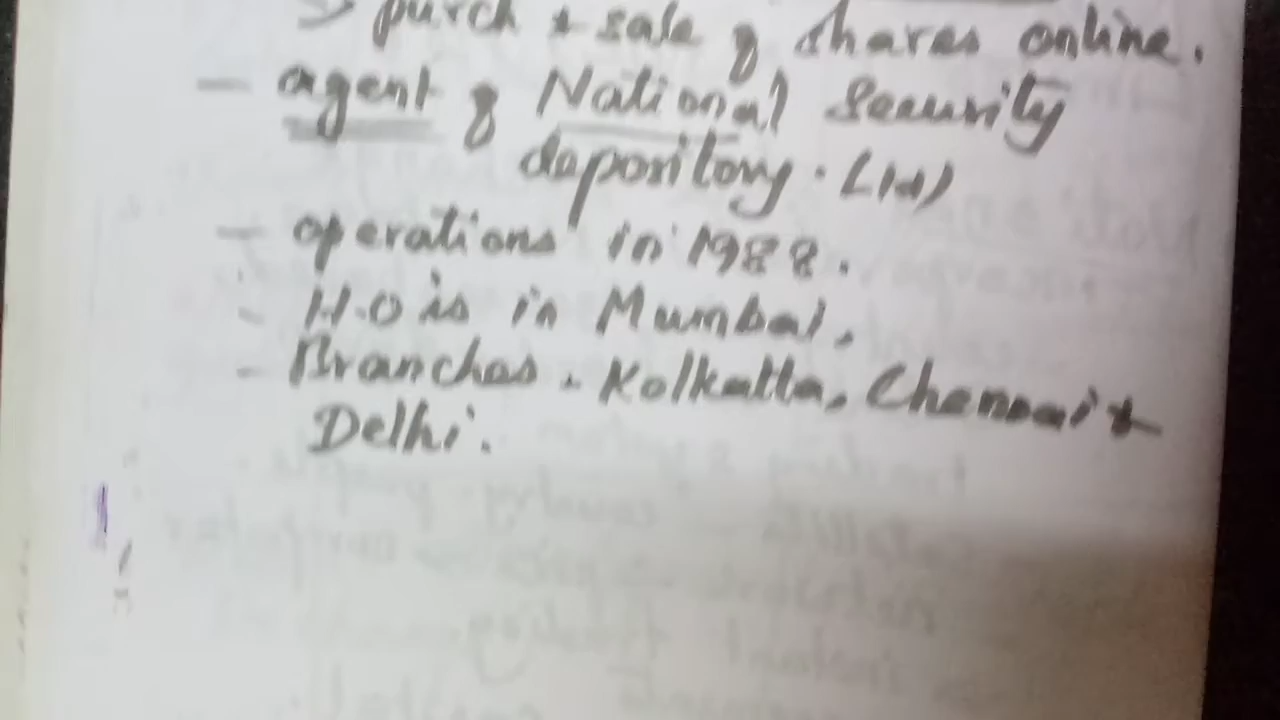 > purch & sale of shares online.
- agent of National Security
depository. Ltd)
- operations in 1988.
- H.O is in Mumbai.
- Branches. Kolkatta, Chennai &
Delhi.